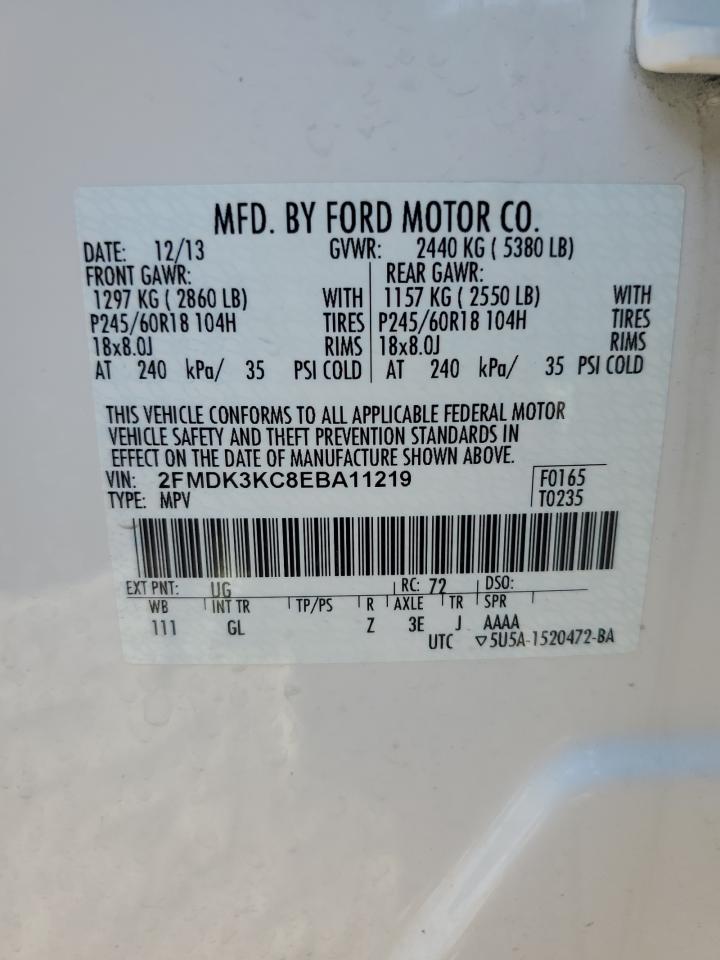 MFD. BY FORD MOTOR CO.
DATE: 12/13 GVWR: 2440 KG ( 5380 LB)
FRONT GAWR: REAR GAWR:
1297 KG ( 2860 LB) WITH 1157 KG ( 2550 LB) WITH
P245/60R18 104H TIRES P245/60R18 104H TIRES
18x8.0J RIMS 18x8.0J RIMS
AT 240 kPa/ 35 PSI COLD AT 240 kPa/ 35 PSI COLD
THIS VEHICLE CONFORMS TO ALL APPLICABLE FEDERAL MOTOR
VEHICLE SAFETY AND THEFT PREVENTION STANDARDS IN
EFFECT ON THE DATE OF MANUFACTURE SHOWN ABOVE.
VIN: 2FMDK3KC8EBA11219 F0165
TYPE: MPV T0235
EXT PNT: UG RC: 72 DSO:
WB INT TR TP/PS R AXLE TR SPR
111 GL Z 3E J AAAA
UTC ▽5U5A-1520472-BA